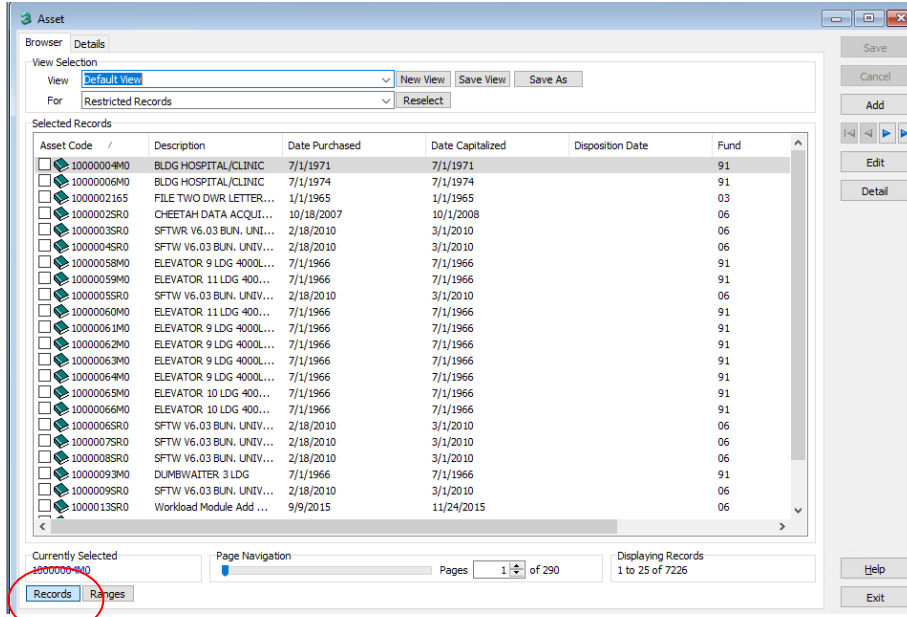 Asset
Browser Details
View Selection
View Default View New View Save View Save As
For Restricted Records Reselect
Selected Records
Asset Code / Description Date Purchased Date Capitalized Disposition Date Fund
10000004M0 BLDG HOSPITAL/CLINIC 7/1/1971 7/1/1971 91
10000006M0 BLDG HOSPITAL/CLINIC 7/1/1974 7/1/1974 91
1000002165 FILE TWO DWR LETTER... 1/1/1965 1/1/1965 03
1000002SR0 CHEETAH DATA ACQUI... 10/18/2007 10/1/2008 06
1000003SR0 SFTWR V6.03 BUN. UNI... 2/18/2010 3/1/2010 06
1000004SR0 SFTW V6.03 BUN. UNIV... 2/18/2010 3/1/2010 06
10000058M0 ELEVATOR 9 LDG 4000L... 7/1/1966 7/1/1966 91
10000059M0 ELEVATOR 11 LDG 400... 7/1/1966 7/1/1966 91
1000005SR0 SFTW V6.03 BUN. UNIV... 2/18/2010 3/1/2010 06
10000060M0 ELEVATOR 11 LDG 400... 7/1/1966 7/1/1966 91
10000061M0 ELEVATOR 9 LDG 4000L... 7/1/1966 7/1/1966 91
10000062M0 ELEVATOR 9 LDG 4000L... 7/1/1966 7/1/1966 91
10000063M0 ELEVATOR 9 LDG 4000L... 7/1/1966 7/1/1966 91
10000064M0 ELEVATOR 9 LDG 4000L... 7/1/1966 7/1/1966 91
10000065M0 ELEVATOR 10 LDG 400... 7/1/1966 7/1/1966 91
10000066M0 ELEVATOR 10 LDG 400... 7/1/1966 7/1/1966 91
1000006SR0 SFTW V6.03 BUN. UNIV... 2/18/2010 3/1/2010 06
1000007SR0 SFTW V6.03 BUN. UNIV... 2/18/2010 3/1/2010 06
1000008SR0 SFTW V6.03 BUN. UNIV... 2/18/2010 3/1/2010 06
10000093M0 DUMBWAITER 3 LDG 7/1/1966 7/1/1966 91
1000009SR0 SFTW V6.03 BUN. UNIV... 2/18/2010 3/1/2010 06
1000013SR0 Workload Module Add ... 9/9/2015 11/24/2015 06
Currently Selected Page Navigation Displaying Records
10000004M0 Pages 1 of 290 1 to 25 of 7226
Records Ranges
Save
Cancel
Add
Edit
Detail
Help
Exit